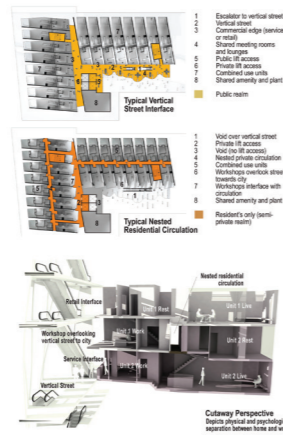 1 Escalator to vertical street
2 Vertical street
3 Commercial edge (service
or retail)
4 Shared meeting rooms
and lounges
5 Public lift access
6 Private lift access
7 Combined use units
8 Shared amenity and plant
Public realm
Typical Vertical
Street Interface
8
1 Void over vertical street
2 Private lift access
3 Void (no lift access)
4 Nested private circulation
5 Combined use units
6 Workshops overlook street
towards city
7 Workshops interface with
circulation
8 Shared amenity and plant
Resident's only (semi-
private realm)
Typical Nested
Residential Circulation
8
Nested residential
circulation
Retail Interface
Unit 1 Rest
Unit 1 Live
Workshop overlooking
vertical street to city
Unit 1 Work
Unit 2 Rest
Service Interface
Unit 2 Work
Unit 2 Live
Vertical Street
Cutaway Perspective
Depicts physical and psychologi
separation between home and w